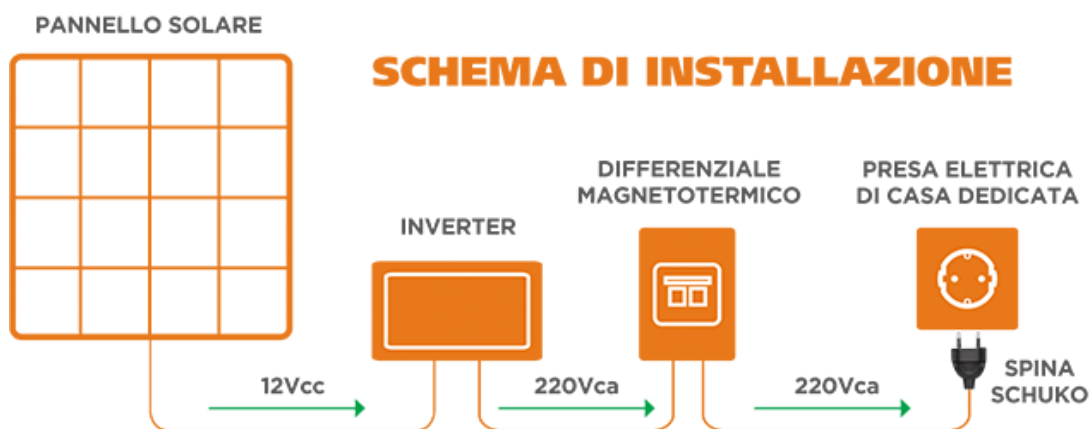 PANNELLO SOLARE
SCHEMA DI INSTALLAZIONE
DIFFERENZIALE
MAGNETOTERMICO
PRESA ELETTRICA
DI CASA DEDICATA
INVERTER
12Vcc
220Vca
220Vca
SPINA
SCHUKO